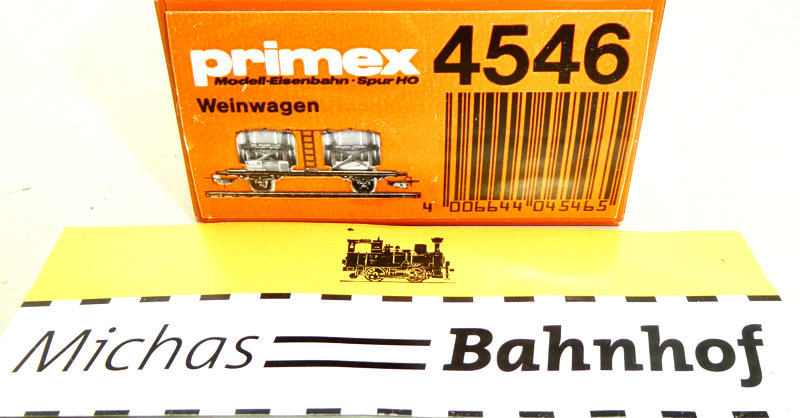 primex 4546
Modell-Eisenbahn · Spur HO
Weinwagen
4 006644 045465
Michas Bahnhof